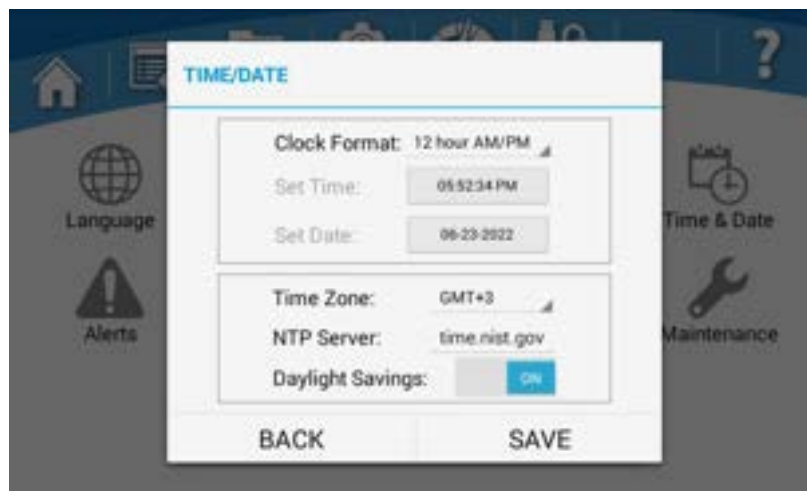 ?
TIME/DATE
Clock Format: 12 hour AM/PM
Set Time: 05:52:34 PM
Set Date: 06-23-2022
Language
Time & Date
Time Zone: GMT+3
Alerts
NTP Server: time.nist.gov
Maintenance
Daylight Savings: ON
BACK SAVE